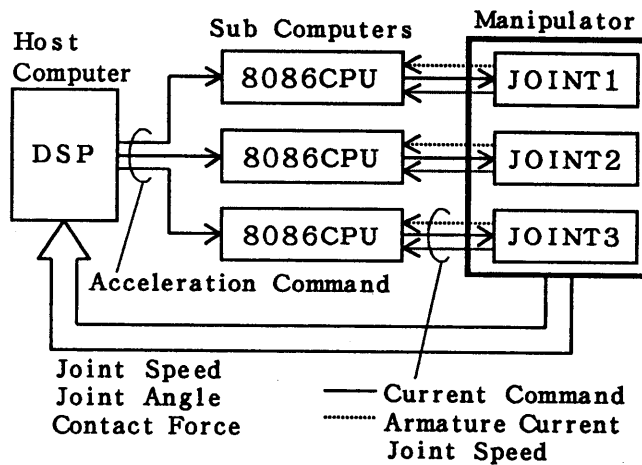 Host
Computer
DSP
Sub Computers
8086CPU
8086CPU
8086CPU
Manipulator
JOINT1
JOINT2
JOINT3
Acceleration Command
Joint Speed
Joint Angle
Contact Force
Current Command
Armature Current
Joint Speed